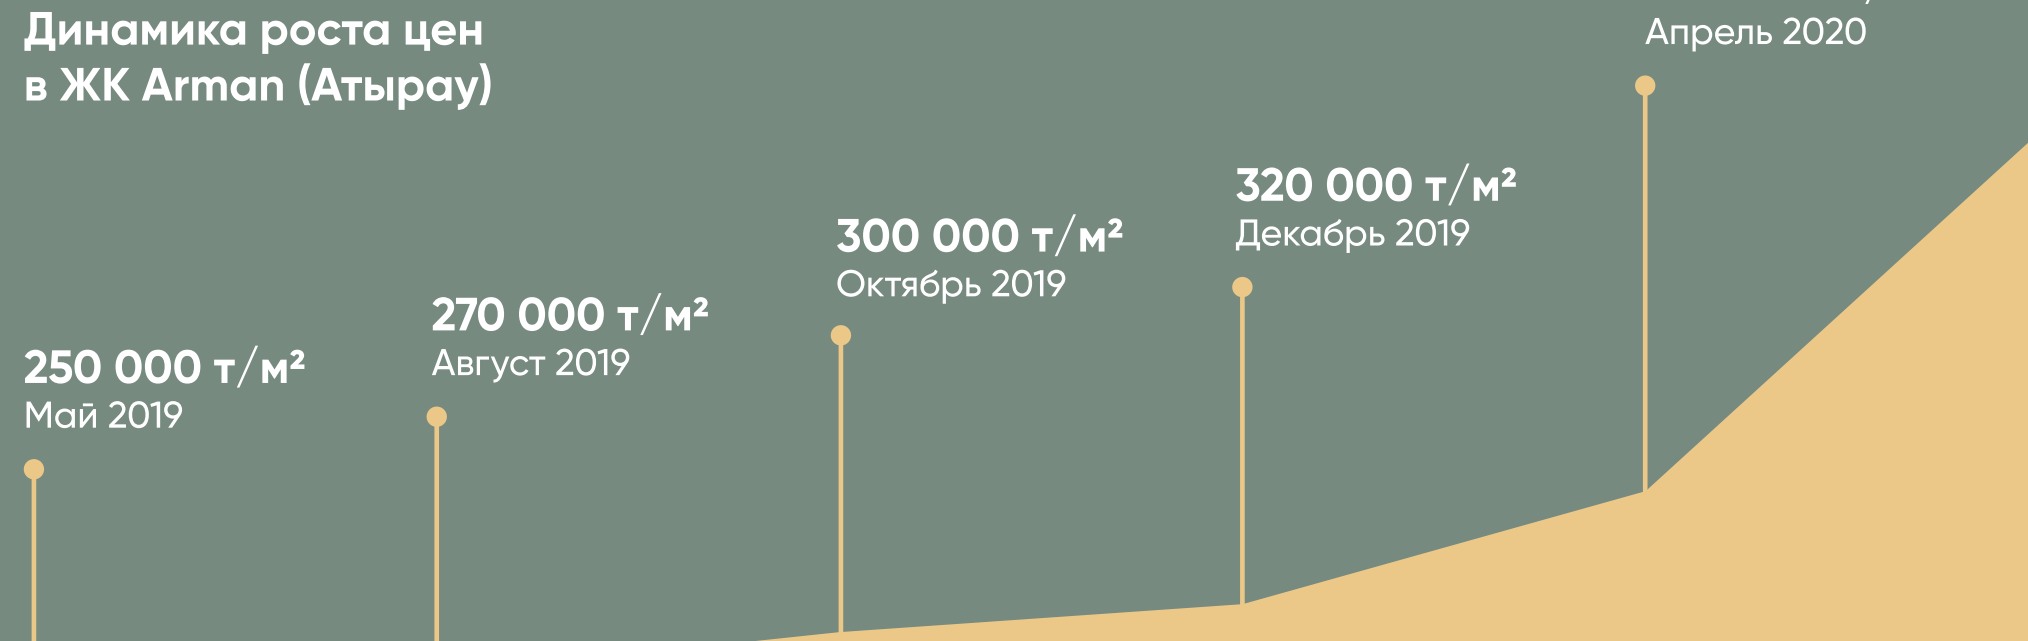 Динамика роста цен
в ЖК Arman (Атырау)
250 000 т/м²
Май 2019
270 000 т/м²
Август 2019
300 000 т/м²
Октябрь 2019
320 000 т/м²
Декабрь 2019
Апрель 2020